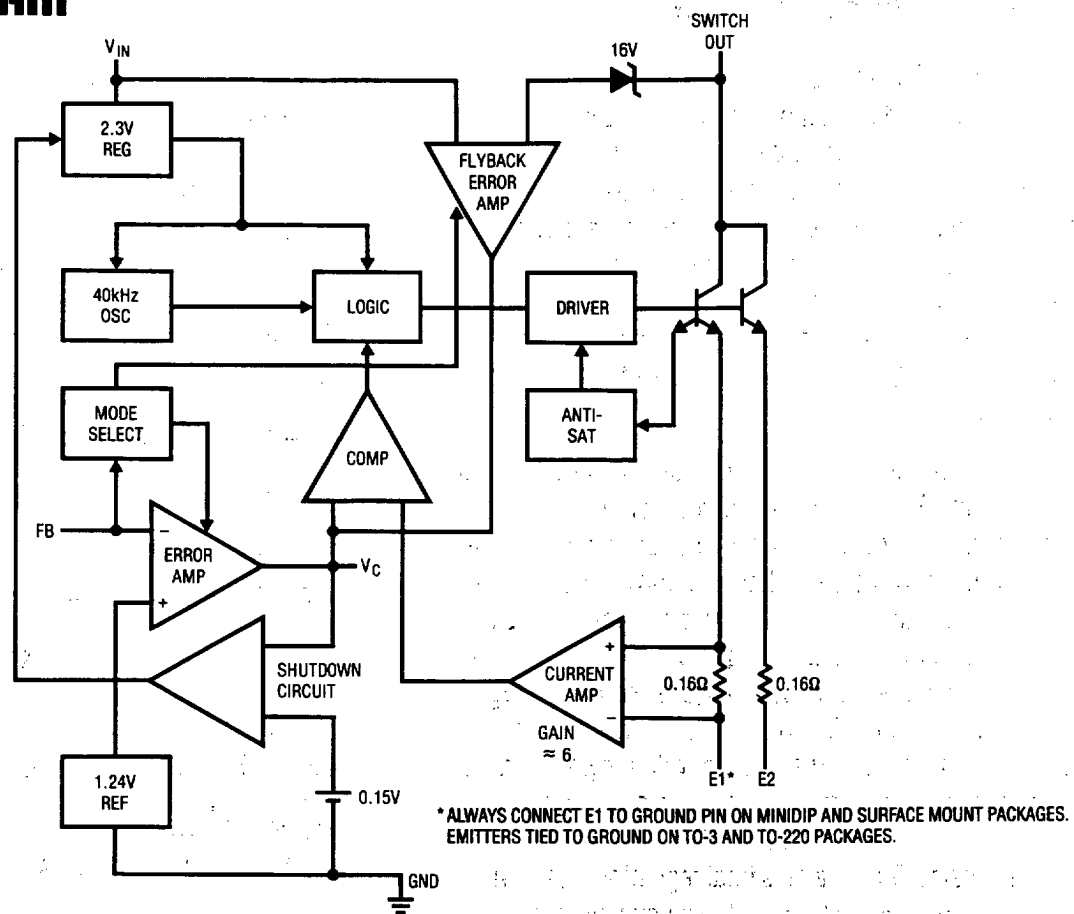 SWITCH
OUT
VIN
16V
2.3V
REG
FLYBACK
ERROR
AMP
40kHz
OSC
LOGIC
DRIVER
MODE
SELECT
ANTI-
SAT
COMP
FB
−
ERROR
AMP
+
VC
SHUTDOWN
CIRCUIT
+
CURRENT
AMP
−
GAIN
≈ 6
0.16Ω
0.16Ω
1.24V
REF
0.15V
E1*
E2
* ALWAYS CONNECT E1 TO GROUND PIN ON MINIDIP AND SURFACE MOUNT PACKAGES.
EMITTERS TIED TO GROUND ON TO-3 AND TO-220 PACKAGES.
GND